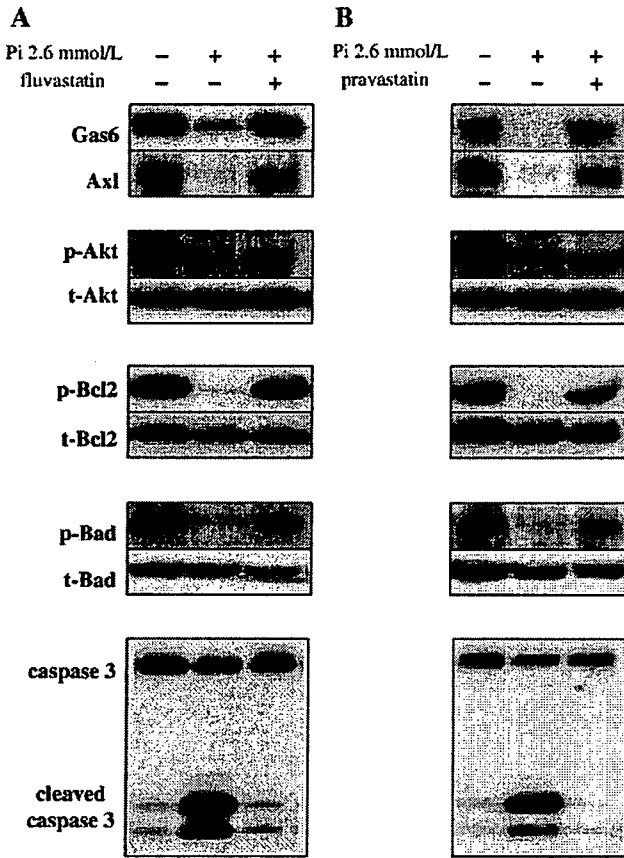 A B
Pi 2.6 mmol/L − + + Pi 2.6 mmol/L − + +
fluvastatin − − + pravastatin − − +
Gas6
Axl
p-Akt
t-Akt
p-Bcl2
t-Bcl2
p-Bad
t-Bad
caspase 3
cleaved
caspase 3